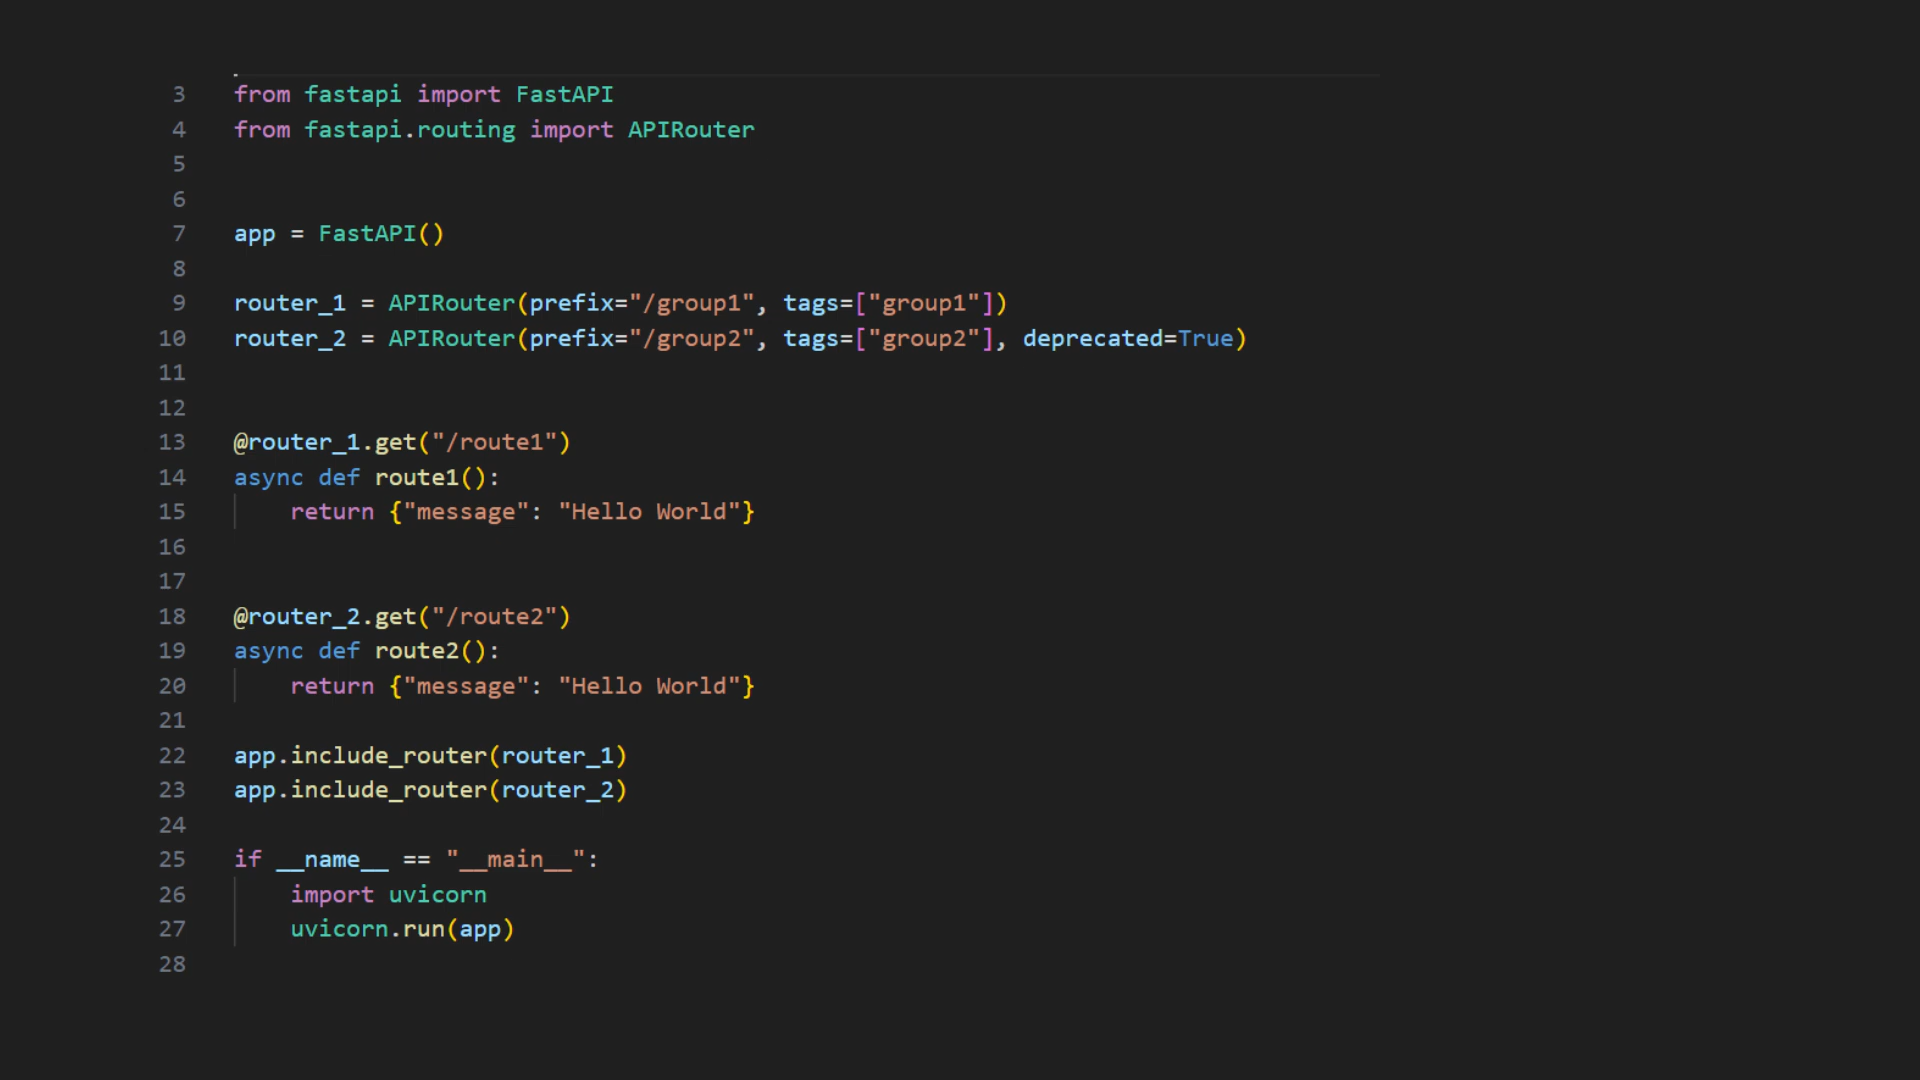 3 from fastapi import FastAPI
4 from fastapi.routing import APIRouter
5
6
7 app = FastAPI()
8
9 router_1 = APIRouter(prefix="/group1", tags=["group1"])
10 router_2 = APIRouter(prefix="/group2", tags=["group2"], deprecated=True)
11
12
13 @router_1.get("/route1")
14 async def route1():
15     return {"message": "Hello World"}
16
17
18 @router_2.get("/route2")
19 async def route2():
20     return {"message": "Hello World"}
21
22 app.include_router(router_1)
23 app.include_router(router_2)
24
25 if __name__ == "__main__":
26     import uvicorn
27     uvicorn.run(app)
28